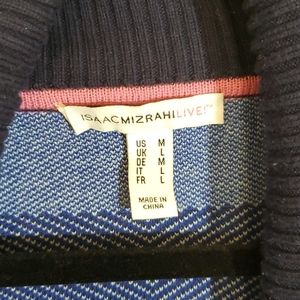 ISAACMIZRAHILIVE!™
US M
UK L
DE M
IT L
FR L
MADE IN
CHINA